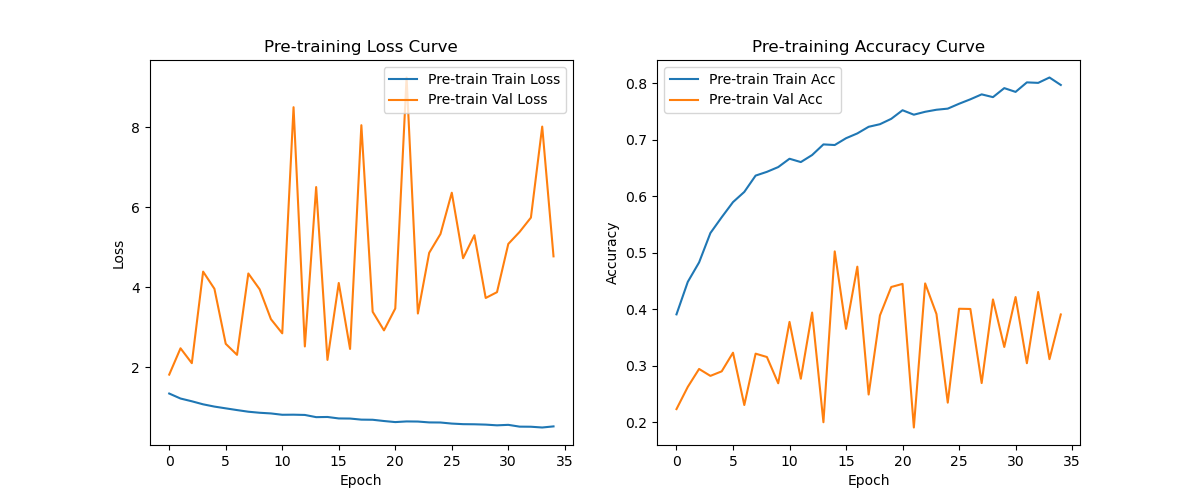 Pre-training Loss Curve
Pre-train Train Loss
Pre-train Val Loss
8
6
4
2
Loss
0 5 10 15 20 25 30 35
Epoch
Pre-training Accuracy Curve
Pre-train Train Acc
Pre-train Val Acc
0.8
0.7
0.6
0.5
0.4
0.3
0.2
Accuracy
0 5 10 15 20 25 30 35
Epoch